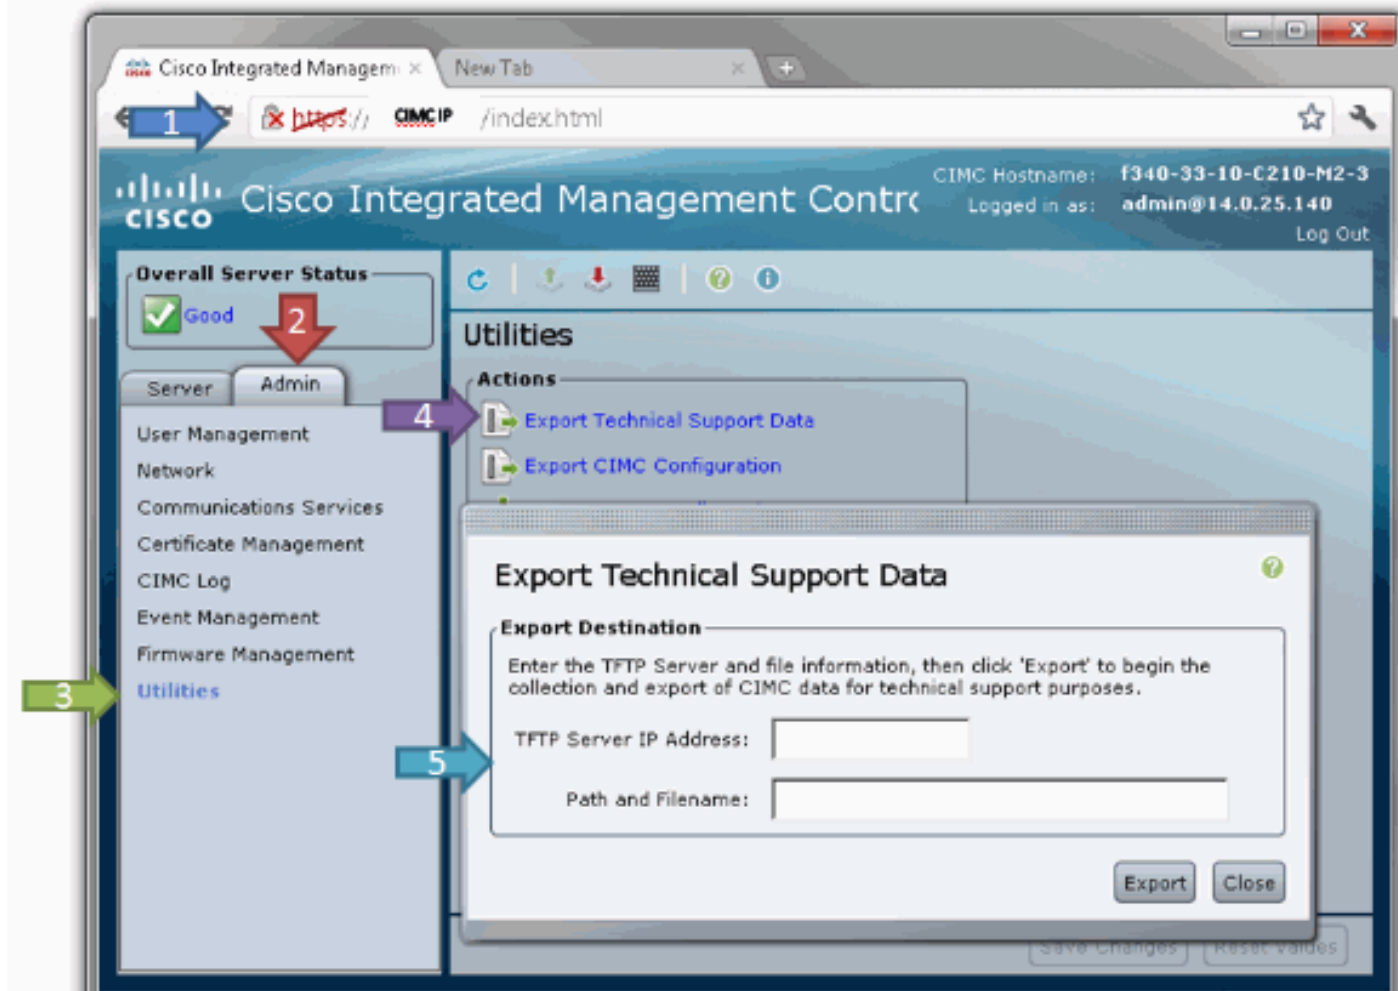 Cisco Integrated Managem
New Tab
1
https://
CIMC IP
/index.html
CISCO
Cisco Integrated Management Contr
CIMC Hostname: f340-33-10-C210-M2-3
Logged in as: admin@14.0.25.140
Log Out
Overall Server Status
Good
2
Server
Admin
User Management
Network
Communications Services
Certificate Management
CIMC Log
Event Management
Firmware Management
3
Utilities
Utilities
Actions
4
Export Technical Support Data
Export CIMC Configuration
Export Technical Support Data
Export Destination
Enter the TFTP Server and file information, then click 'Export' to begin the
collection and export of CIMC data for technical support purposes.
5
TFTP Server IP Address:
Path and Filename:
Export
Close
Save Changes
Reset Values